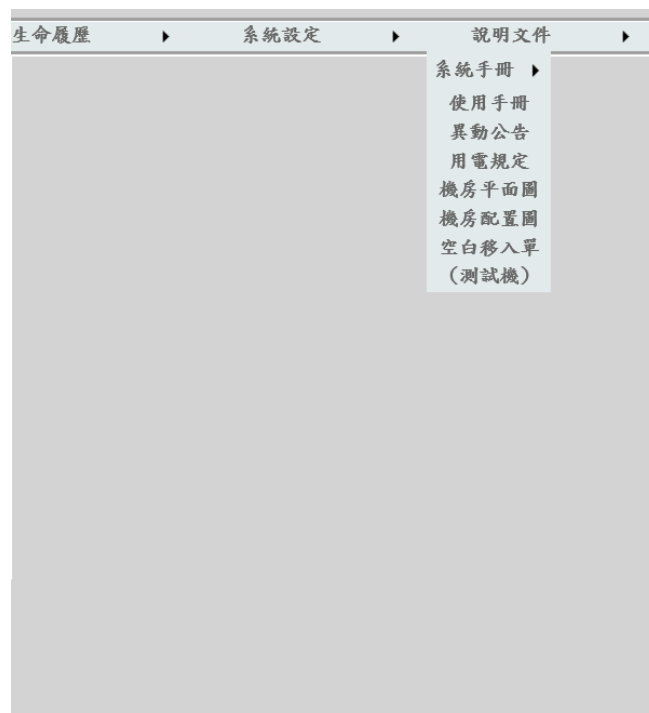 生命履歷
系統設定
說明文件
系統手冊
使用手冊
異動公告
用電規定
機房平面圖
機房配置圖
空白移入單
(測試機)